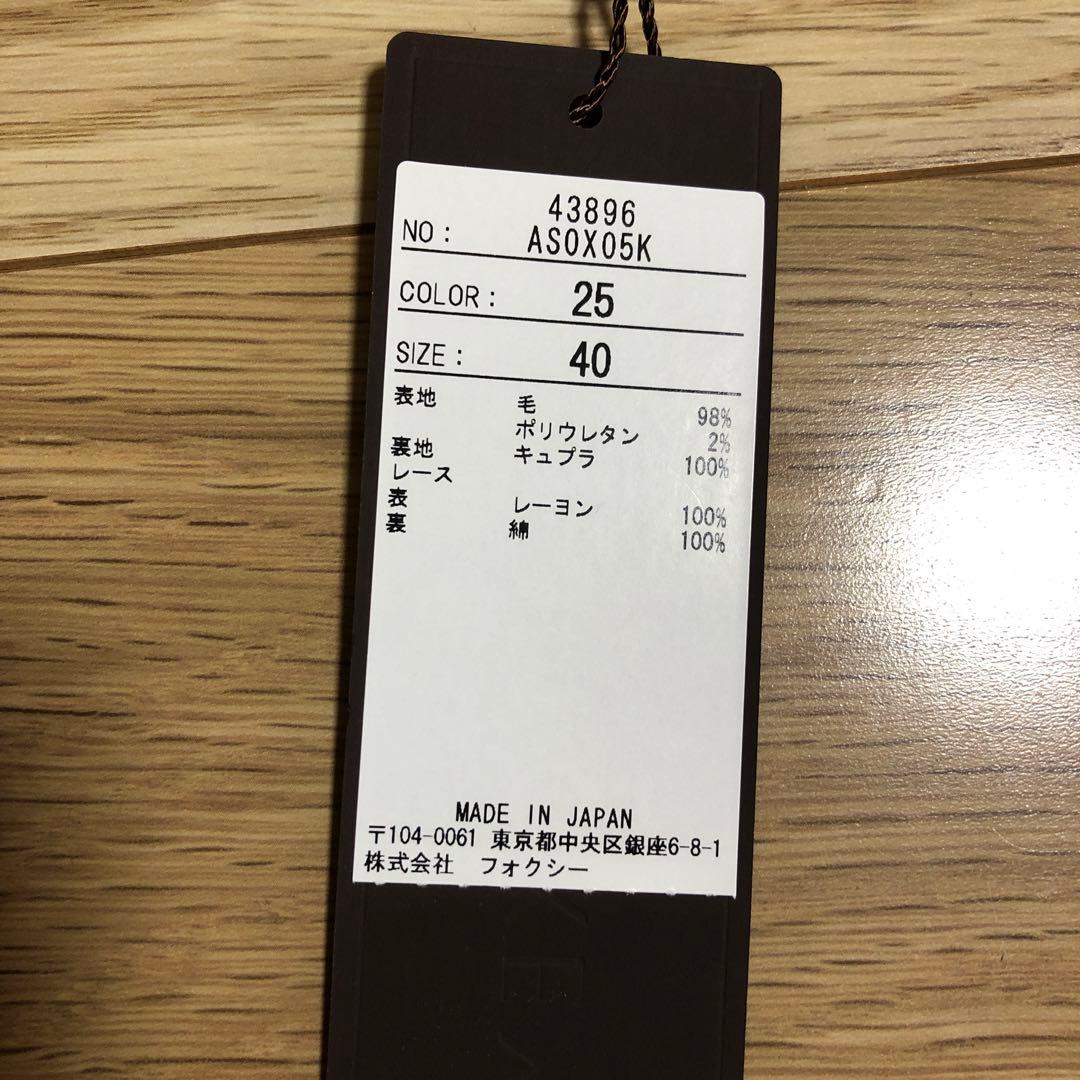 43896
NO: ASOX05K
COLOR: 25
SIZE: 40
表地 毛 98%
ポリウレタン 2%
裏地 キュプラ 100%
レース
表 レーヨン 100%
裏 綿 100%
MADE IN JAPAN
〒104-0061 東京都中央区銀座6-8-1
株式会社 フォクシー